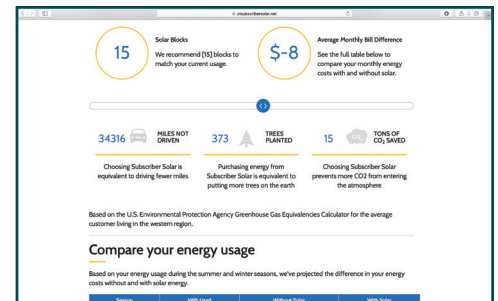 utsubscribersolar.net
15
Solar Blocks
We recommend [15] blocks to
match your current usage.
$-8
Average Monthly Bill Difference
See the full table below to
compare your monthly energy
costs with and without solar.
34316 MILES NOT
DRIVEN
Choosing Subscriber Solar is
equivalent to driving fewer miles
373 TREES
PLANTED
Purchasing energy from
Subscriber Solar is equivalent to
putting more trees on the earth
15 CO₂ TONS OF
CO₂ SAVED
Choosing Subscriber Solar
prevents more CO2 from entering
the atmosphere
Based on the U.S. Environmental Protection Agency Greenhouse Gas Equivalencies Calculator for the average
customer living in the western region.
Compare your energy usage
Based on your energy usage during the summer and winter seasons, we've projected the difference in your energy
costs without and with solar energy.
Season kWh Used Without Solar With Solar